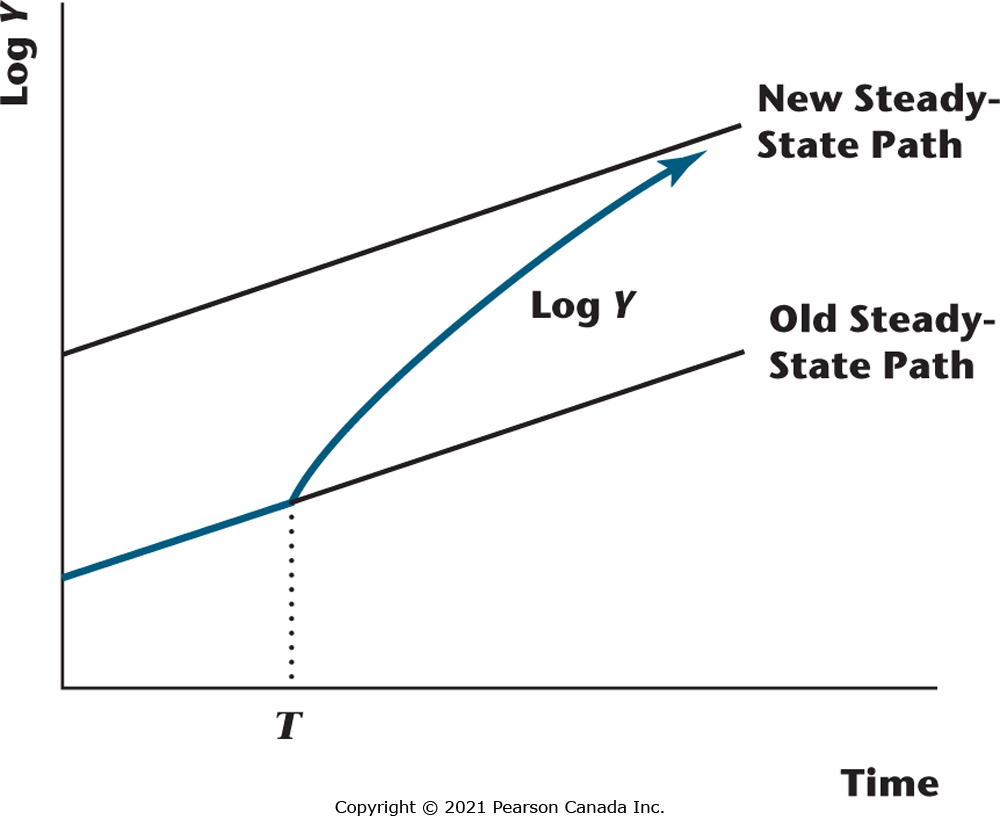 Log Y
New Steady-
State Path
Log Y
Old Steady-
State Path
T
Time
Copyright © 2021 Pearson Canada Inc.